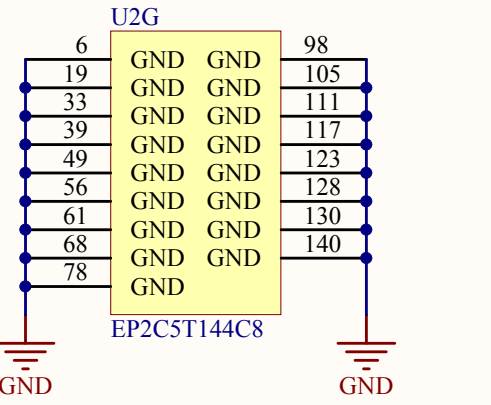 U2G
6 GND GND 98
19 GND GND 105
33 GND GND 111
39 GND GND 117
49 GND GND 123
56 GND GND 128
61 GND GND 130
68 GND GND 140
78 GND
EP2C5T144C8
GND GND